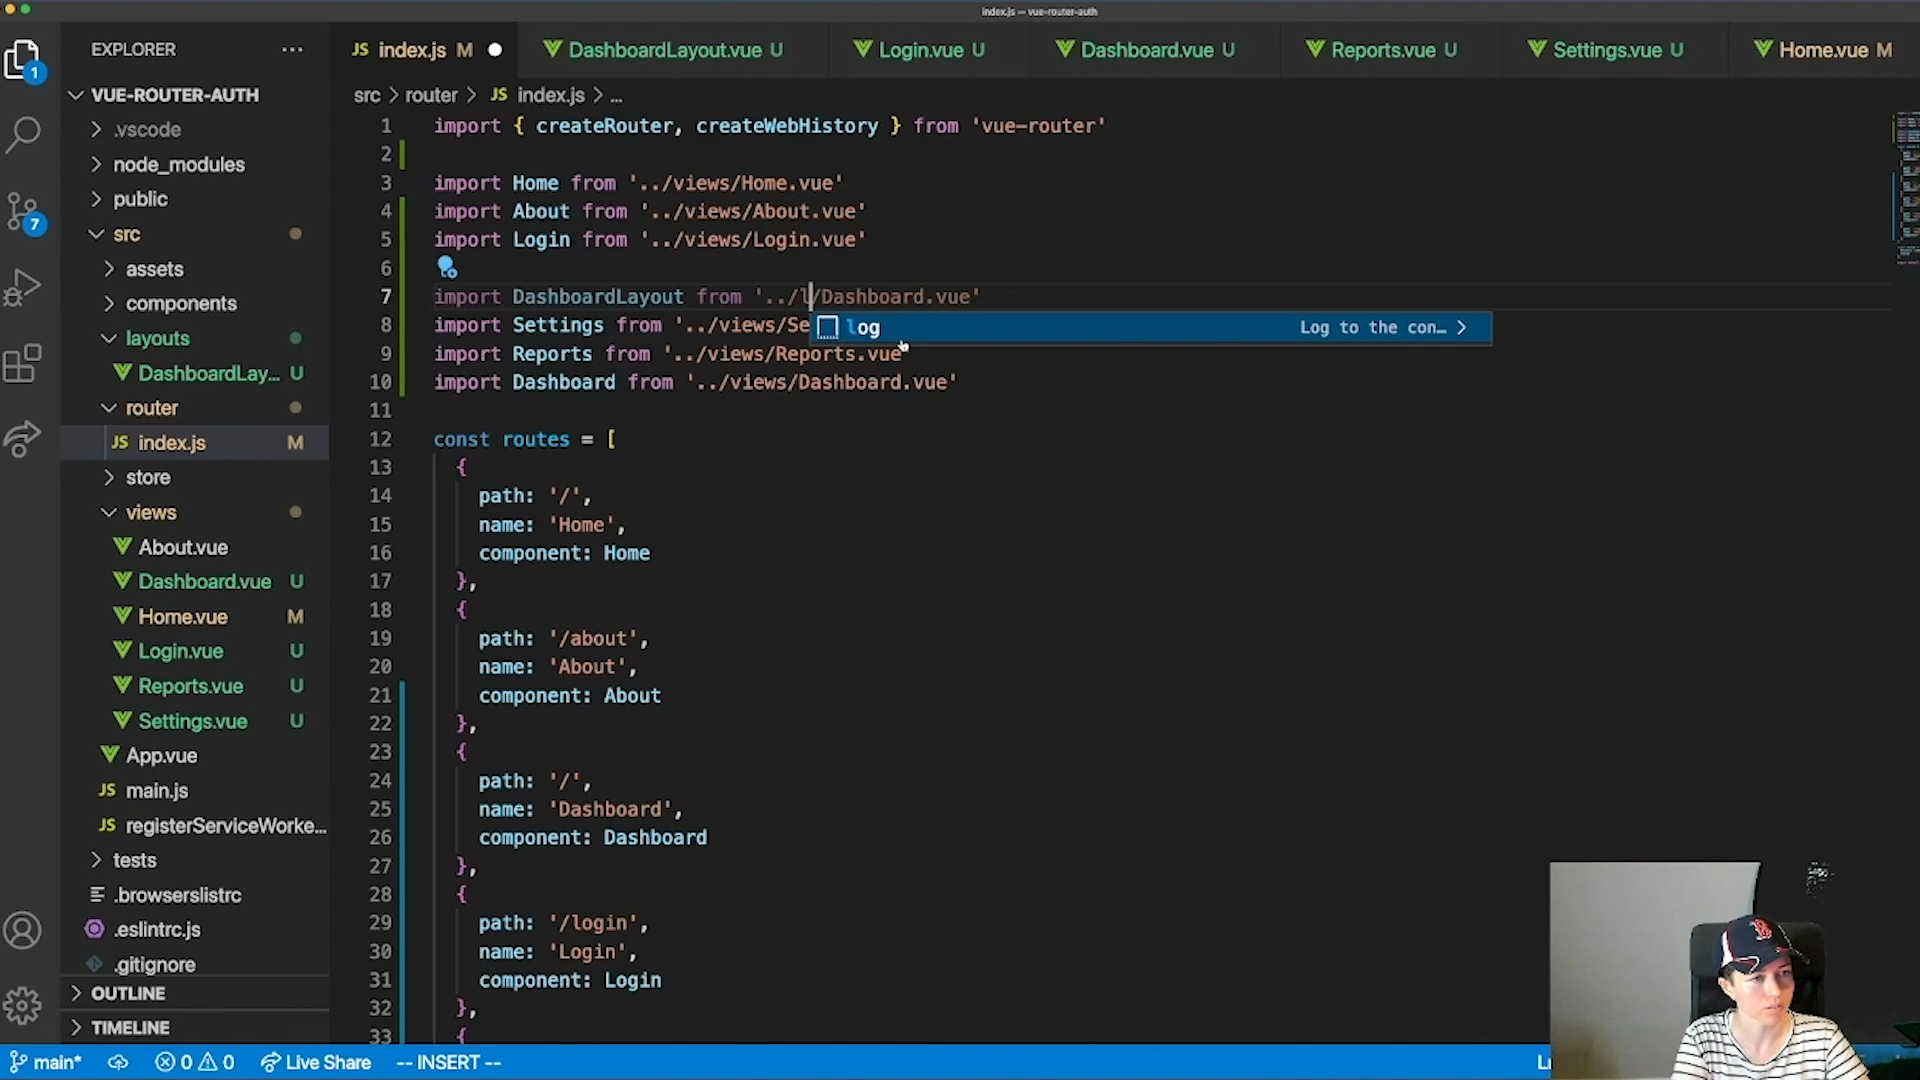 index.js — vue-router-auth
1
EXPLORER ...
JS index.js M
DashboardLayout.vue U
Login.vue U
Dashboard.vue U
Reports.vue U
Settings.vue U
Home.vue M
src > router > JS index.js > ...
VUE-ROUTER-AUTH
.vscode
node_modules
public
7
src
assets
components
layouts
DashboardLay... U
router
JS index.js M
store
views
About.vue
Dashboard.vue U
Home.vue M
Login.vue U
Reports.vue U
Settings.vue U
App.vue
JS main.js
JS registerServiceWorke...
tests
.browserslistrc
.eslintrc.js
.gitignore
OUTLINE
TIMELINE
1 import { createRouter, createWebHistory } from 'vue-router'
2
3 import Home from '../views/Home.vue'
4 import About from '../views/About.vue'
5 import Login from '../views/Login.vue'
6
7 import DashboardLayout from '../l/Dashboard.vue'
8 import Settings from '../views/Se
log Log to the con... >
9 import Reports from '../views/Reports.vue'
10 import Dashboard from '../views/Dashboard.vue'
11
12 const routes = [
13 {
14 path: '/',
15 name: 'Home',
16 component: Home
17 },
18 {
19 path: '/about',
20 name: 'About',
21 component: About
22 },
23 {
24 path: '/',
25 name: 'Dashboard',
26 component: Dashboard
27 },
28 {
29 path: '/login',
30 name: 'Login',
31 component: Login
32 },
33 {
main* 0 0 Live Share -- INSERT --